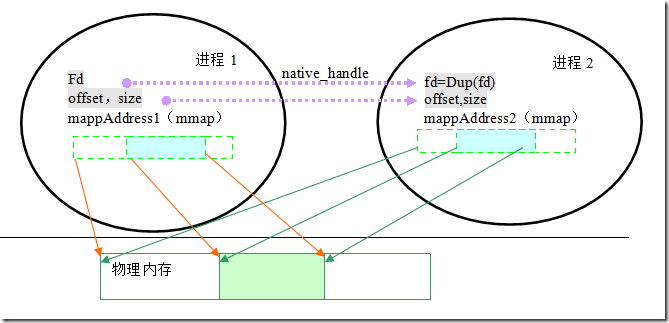 进程 1
Fd
offset，size
mappAddress1（mmap）
native_handle
进程 2
fd=Dup(fd)
offset,size
mappAddress2（mmap）
物理内存